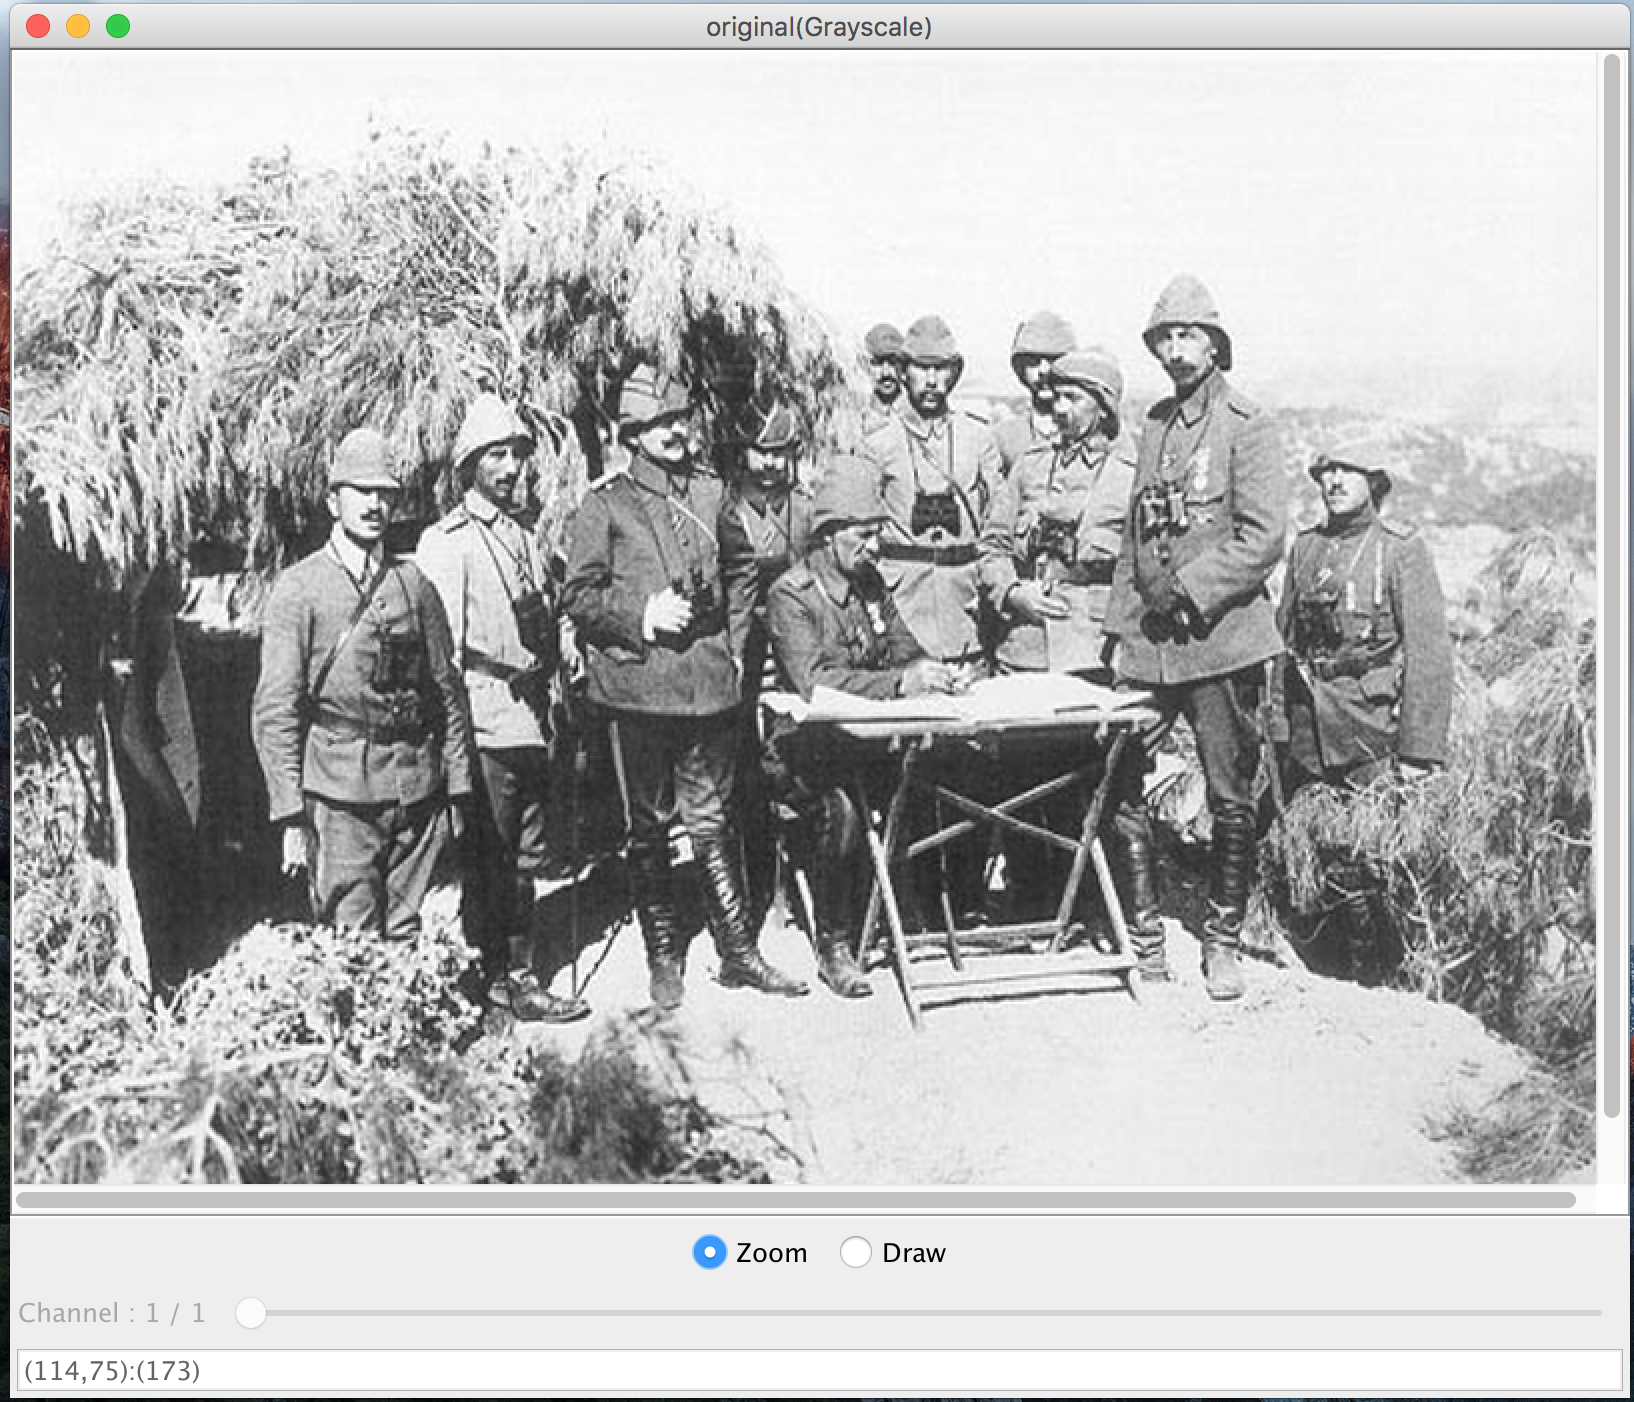 original(Grayscale)
Zoom Draw
Channel : 1 / 1
(114,75):(173)